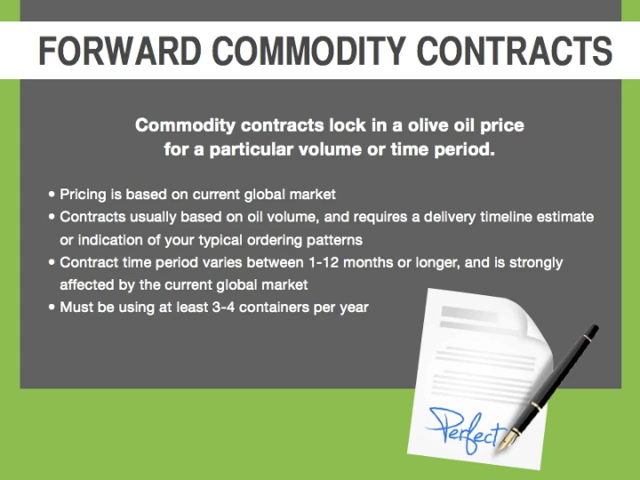 FORWARD COMMODITY CONTRACTS
Commodity contracts lock in a olive oil price
for a particular volume or time period.
• Pricing is based on current global market
• Contracts usually based on oil volume, and requires a delivery timeline estimate
or indication of your typical ordering patterns
• Contract time period varies between 1-12 months or longer, and is strongly
affected by the current global market
• Must be using at least 3-4 containers per year
Perfect